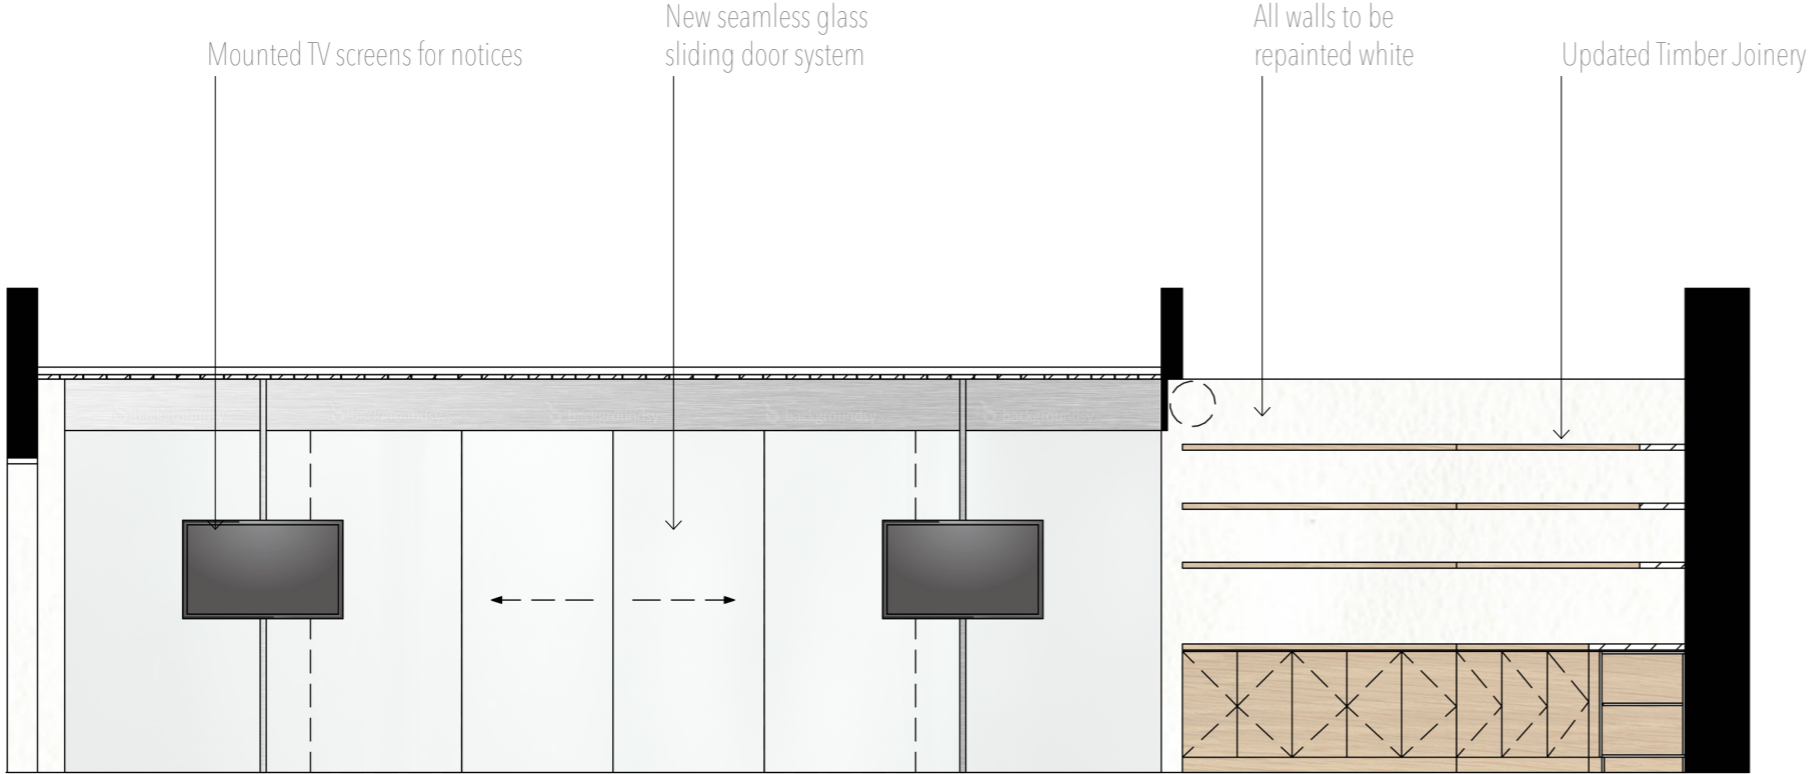 Mounted TV screens for notices
New seamless glass
sliding door system
All walls to be
repainted white
Updated Timber Joinery